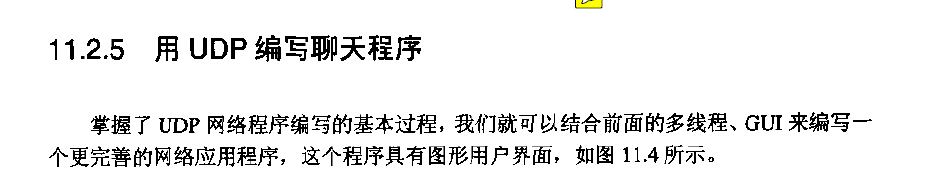 11.2.5 用 UDP 编写聊天程序
掌握了 UDP 网络程序编写的基本过程，我们就可以结合前面的多线程、GUI 来编写一
个更完善的网络应用程序，这个程序具有图形用户界面，如图 11.4 所示。